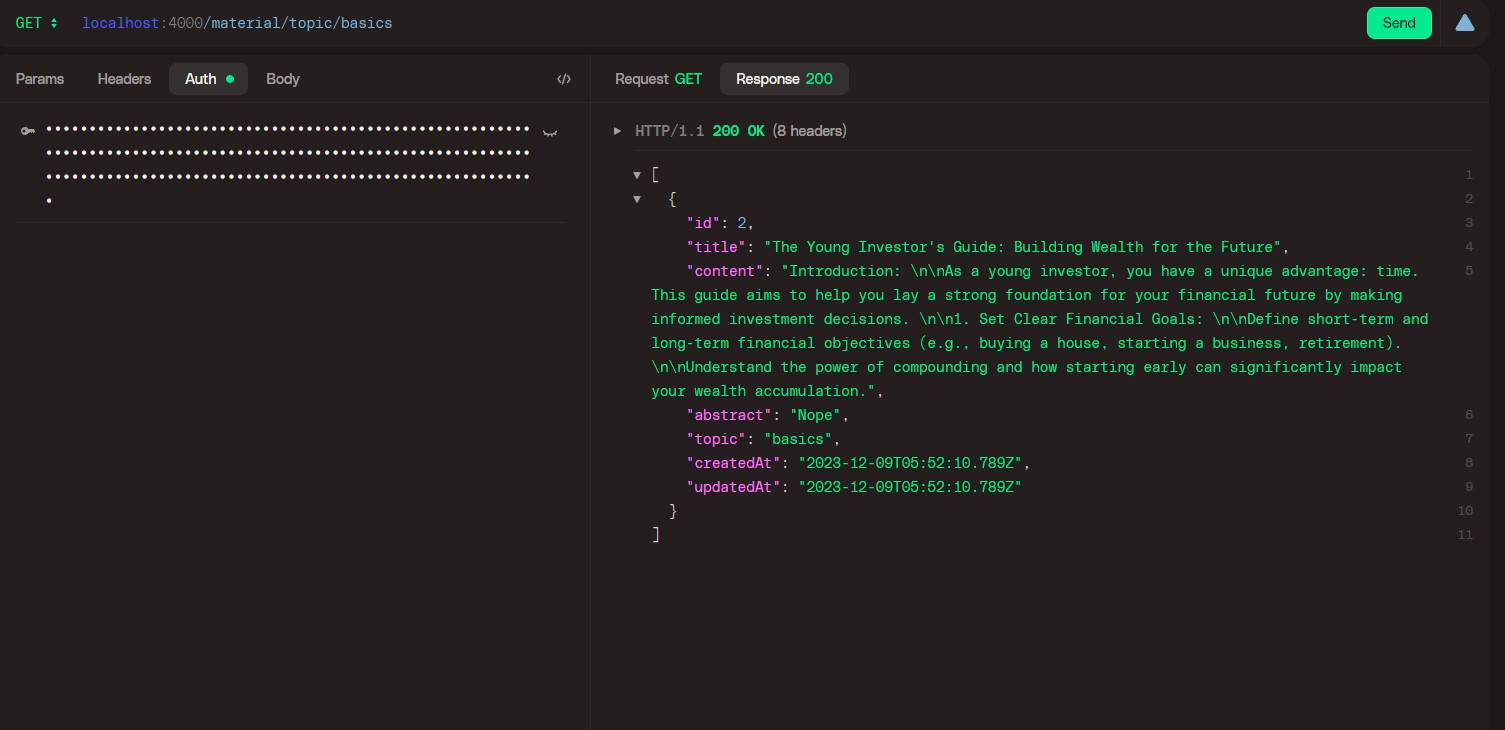 GET localhost:4000/material/topic/basics Send
Params Headers Auth Body </> Request GET Response 200
HTTP/1.1 200 OK (8 headers)
[ 1
{ 2
"id": 2, 3
"title": "The Young Investor's Guide: Building Wealth for the Future", 4
"content": "Introduction: \n\nAs a young investor, you have a unique advantage: time. 5
This guide aims to help you lay a strong foundation for your financial future by making
informed investment decisions. \n\n1. Set Clear Financial Goals: \n\nDefine short-term and
long-term financial objectives (e.g., buying a house, starting a business, retirement).
\n\nUnderstand the power of compounding and how starting early can significantly impact
your wealth accumulation.",
"abstract": "Nope", 6
"topic": "basics", 7
"createdAt": "2023-12-09T05:52:10.789Z", 8
"updatedAt": "2023-12-09T05:52:10.789Z" 9
} 10
] 11